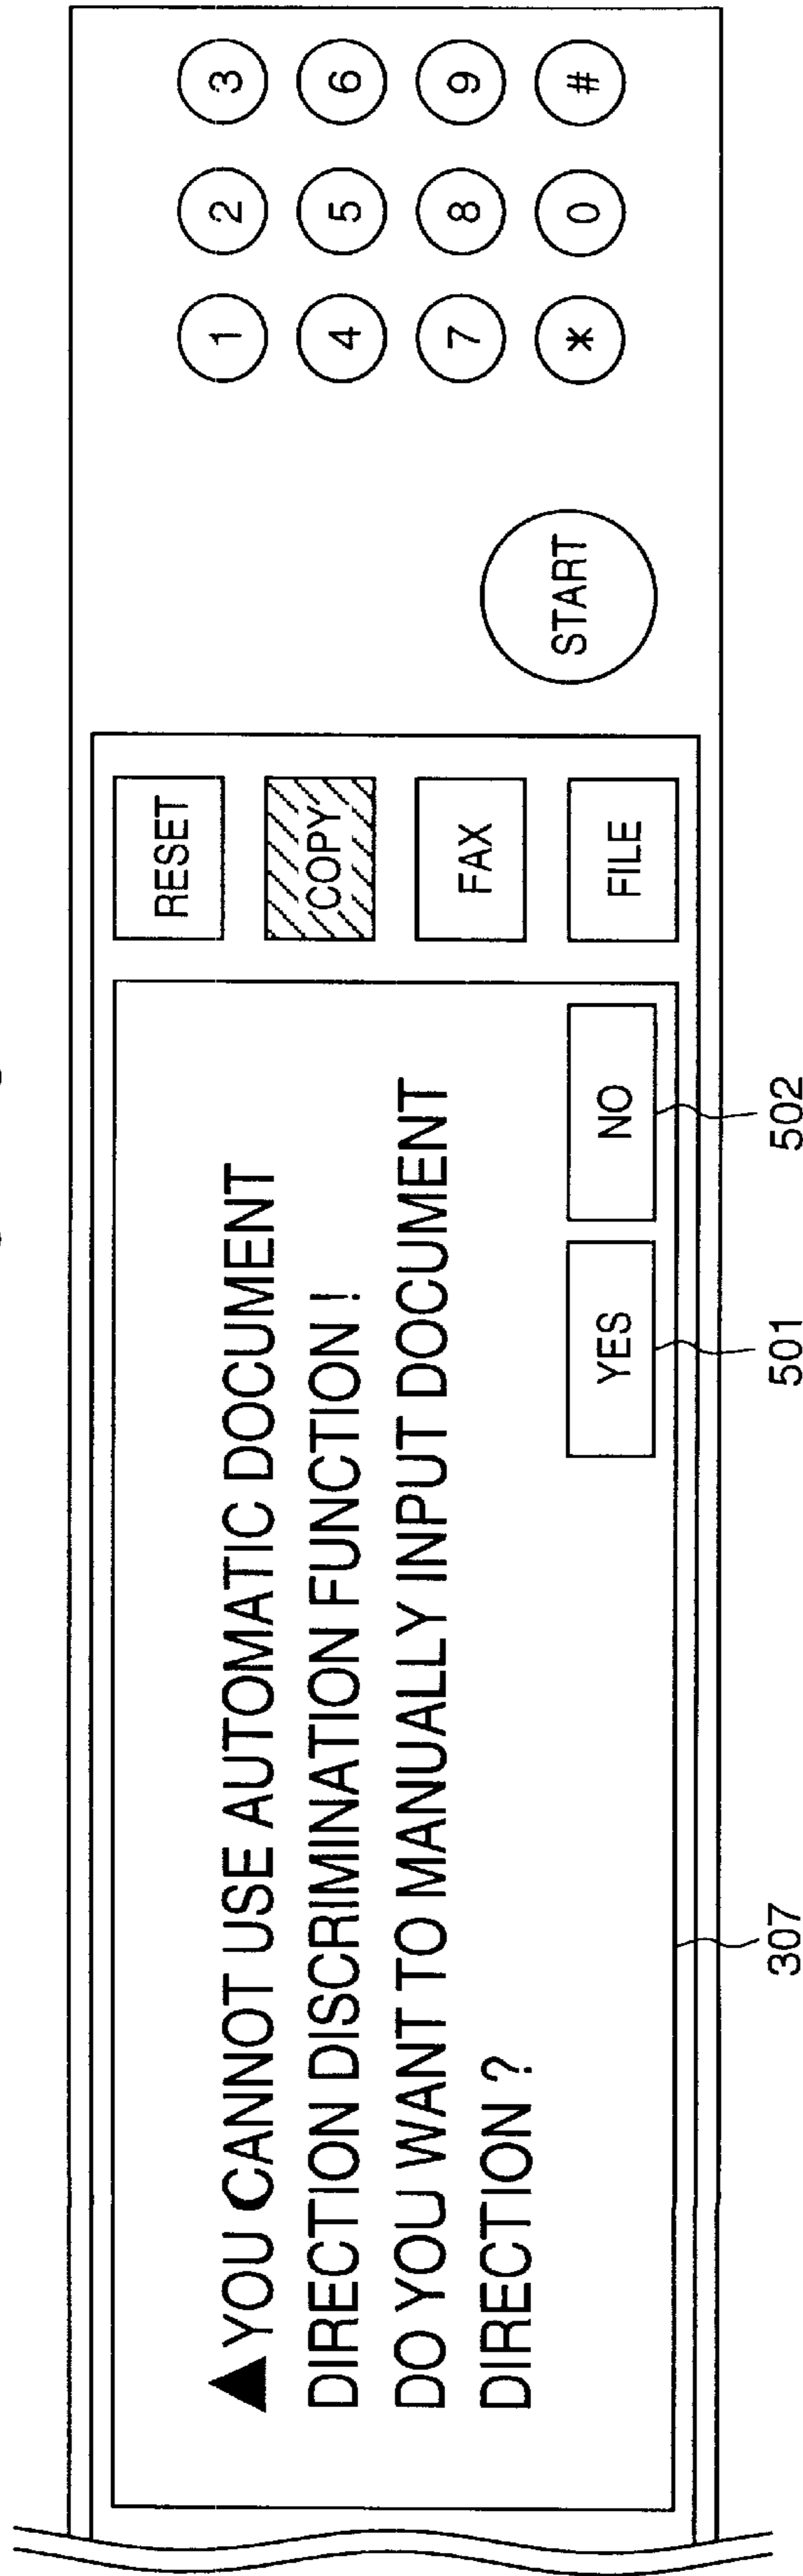 ▲YOU CANNOT USE AUTOMATIC DOCUMENT
DIRECTION DISCRIMINATION FUNCTION !
DO YOU WANT TO MANUALLY INPUT DOCUMENT
DIRECTION ?
YES
NO
RESET
COPY
FAX
FILE
START
1 2 3
4 5 6
7 8 9
* 0 #
307
501
502